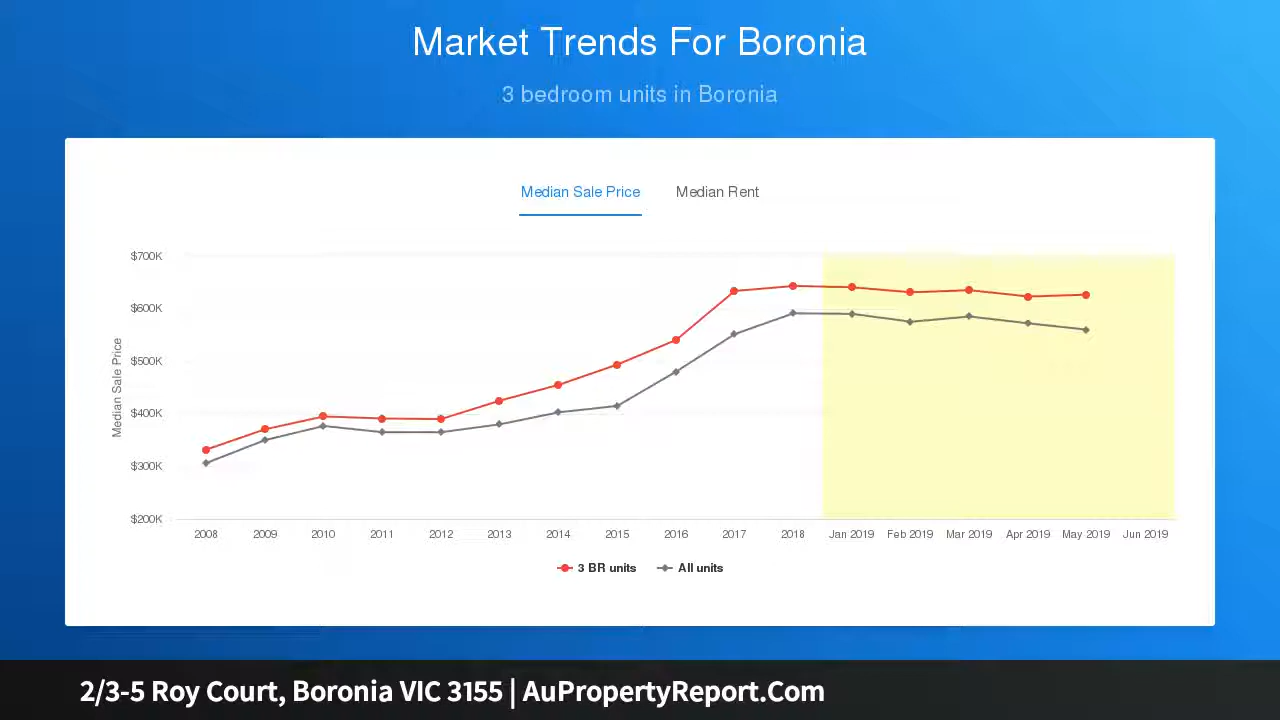 Market Trends For Boronia
3 bedroom units in Boronia
Median Sale Price Median Rent
$700K
$600K
$500K
$400K
$300K
$200K
Median Sale Price
2008 2009 2010 2011 2012 2013 2014 2015 2016 2017 2018 Jan 2019 Feb 2019 Mar 2019 Apr 2019 May 2019 Jun 2019
3 BR units All units
2/3-5 Roy Court, Boronia VIC 3155 | AuPropertyReport.Com